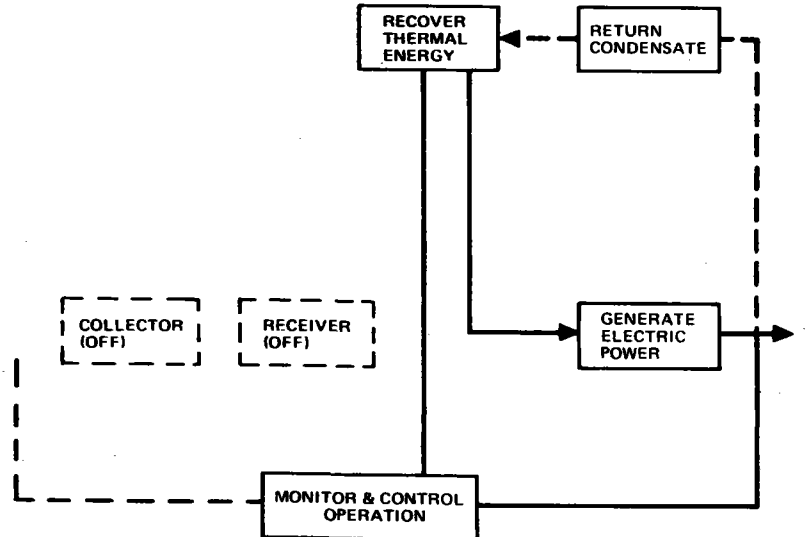 RECOVER
THERMAL
ENERGY
RETURN
CONDENSATE
COLLECTOR
(OFF)
RECEIVER
(OFF)
GENERATE
ELECTRIC
POWER
MONITOR & CONTROL
OPERATION